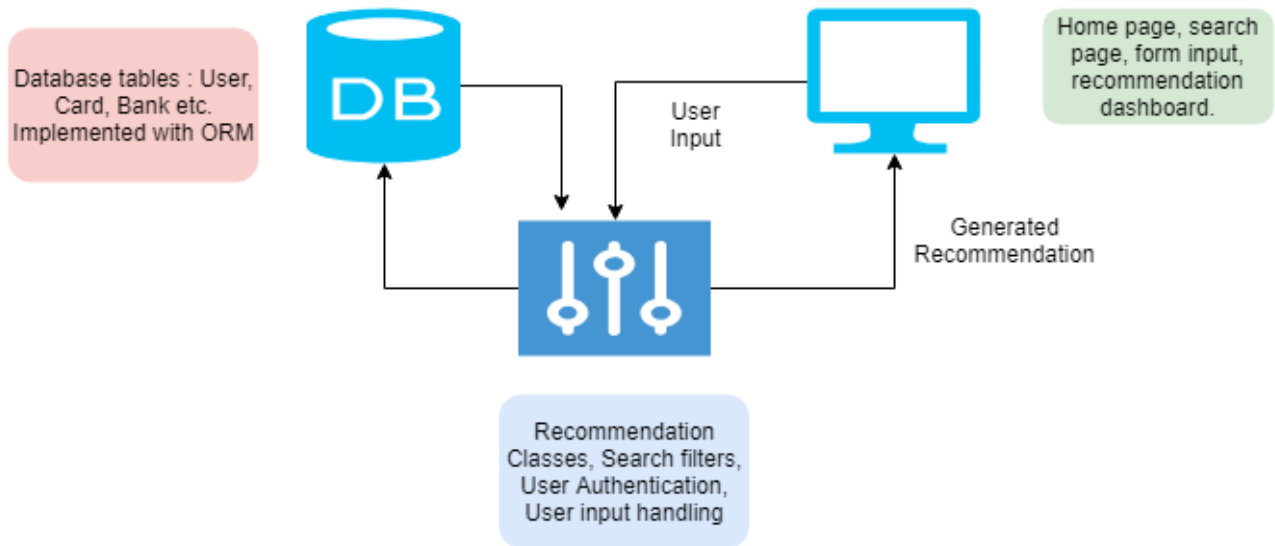 Database tables : User,
Card, Bank etc.
Implemented with ORM
DB
User
Input
Home page, search
page, form input,
recommendation
dashboard.
Generated
Recommendation
Recommendation
Classes, Search filters,
User Authentication,
User input handling